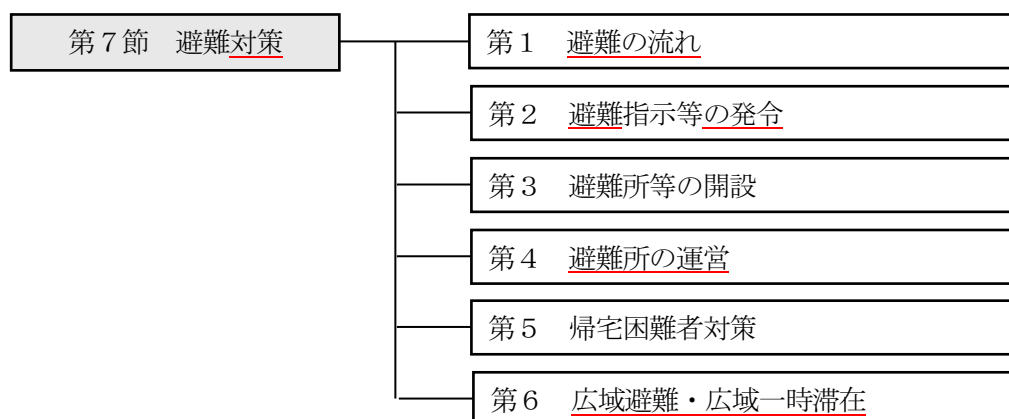 第７節　避難対策
第１　避難の流れ
第２　避難指示等の発令
第３　避難所等の開設
第４　避難所の運営
第５　帰宅困難者対策
第６　広域避難・広域一時滞在